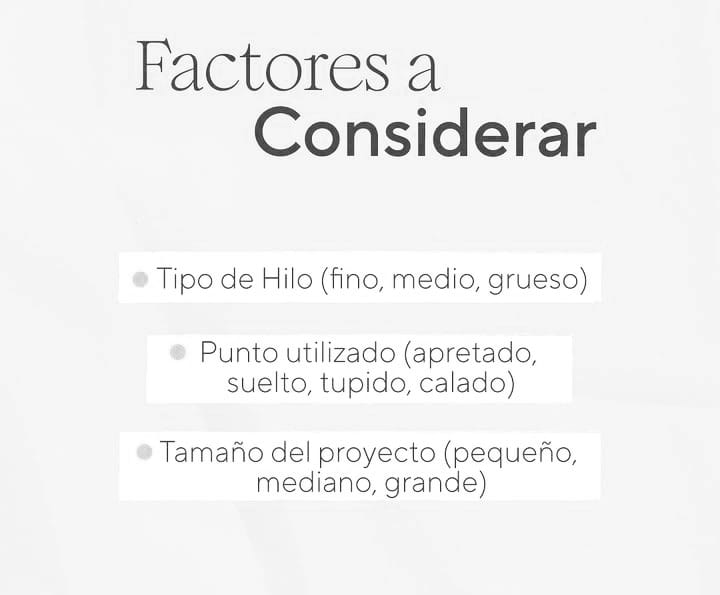 Factores a
Considerar
Tipo de Hilo (fino, medio, grueso)
Punto utilizado (apretado,
suelto, tupido, calado)
Tamaño del proyecto (pequeño,
mediano, grande)